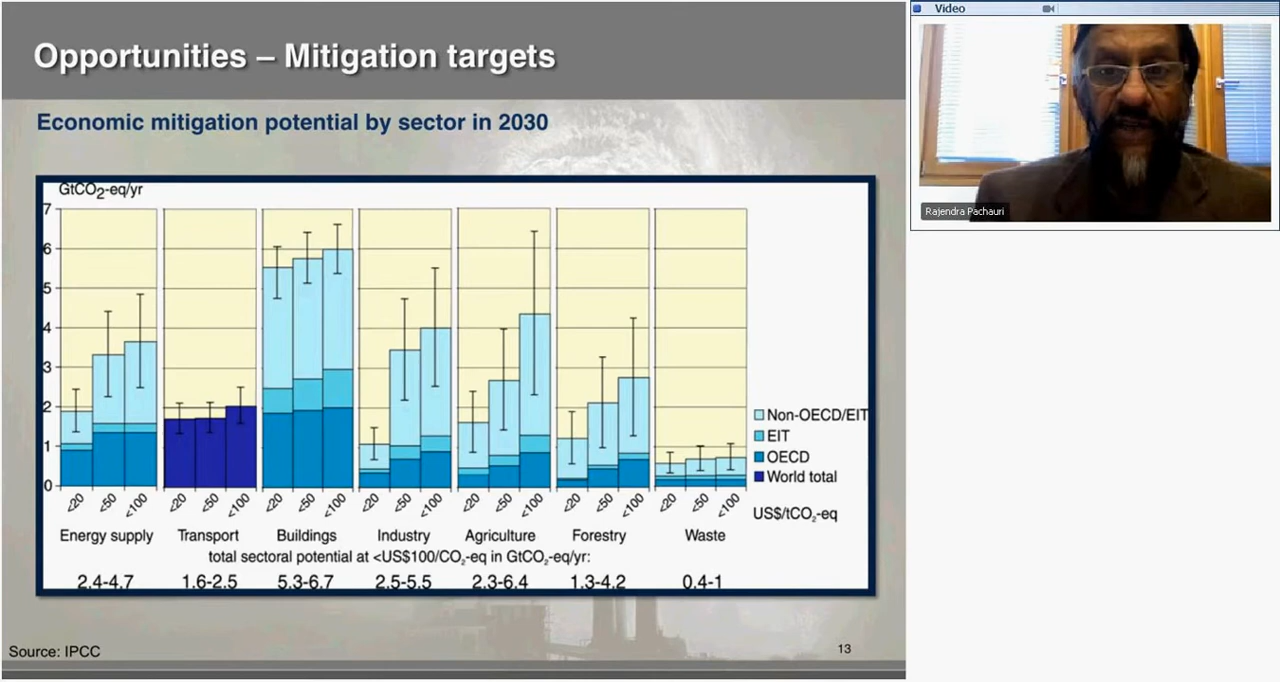 Opportunities – Mitigation targets
Economic mitigation potential by sector in 2030
GtCO2-eq/yr
7
6
5
4
3
2
1
0
<20 <50 <100 <20 <50 <100 <20 <50 <100 <20 <50 <100 <20 <50 <100 <20 <50 <100 <20 <50 <100
Energy supply Transport Buildings Industry Agriculture Forestry Waste
Non-OECD/EIT
EIT
OECD
World total
US$/tCO2-eq
total sectoral potential at <US$100/CO2-eq in GtCO2-eq/yr:
2.4-4.7 1.6-2.5 5.3-6.7 2.5-5.5 2.3-6.4 1.3-4.2 0.4-1
Source: IPCC
13
Video
Rajendra Pachauri